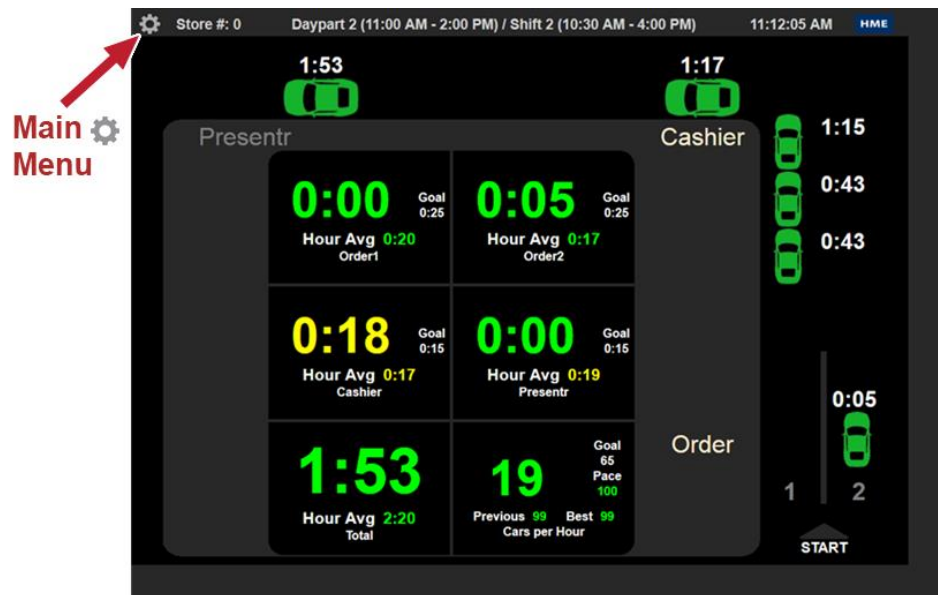 Store #: 0 Daypart 2 (11:00 AM - 2:00 PM) / Shift 2 (10:30 AM - 4:00 PM) 11:12:05 AM HME
1:53 1:17
Main
Menu
Presentr Cashier
1:15
0:43
0:43
0:00 Goal 0:25
Hour Avg 0:20
Order1
0:05 Goal 0:25
Hour Avg 0:17
Order2
0:18 Goal 0:15
Hour Avg 0:17
Cashier
0:00 Goal 0:15
Hour Avg 0:19
Presentr
1:53
Hour Avg 2:20
Total
19
Goal
65
Pace
100
Previous 99 Best 99
Cars per Hour
Order
0:05
1 2
START